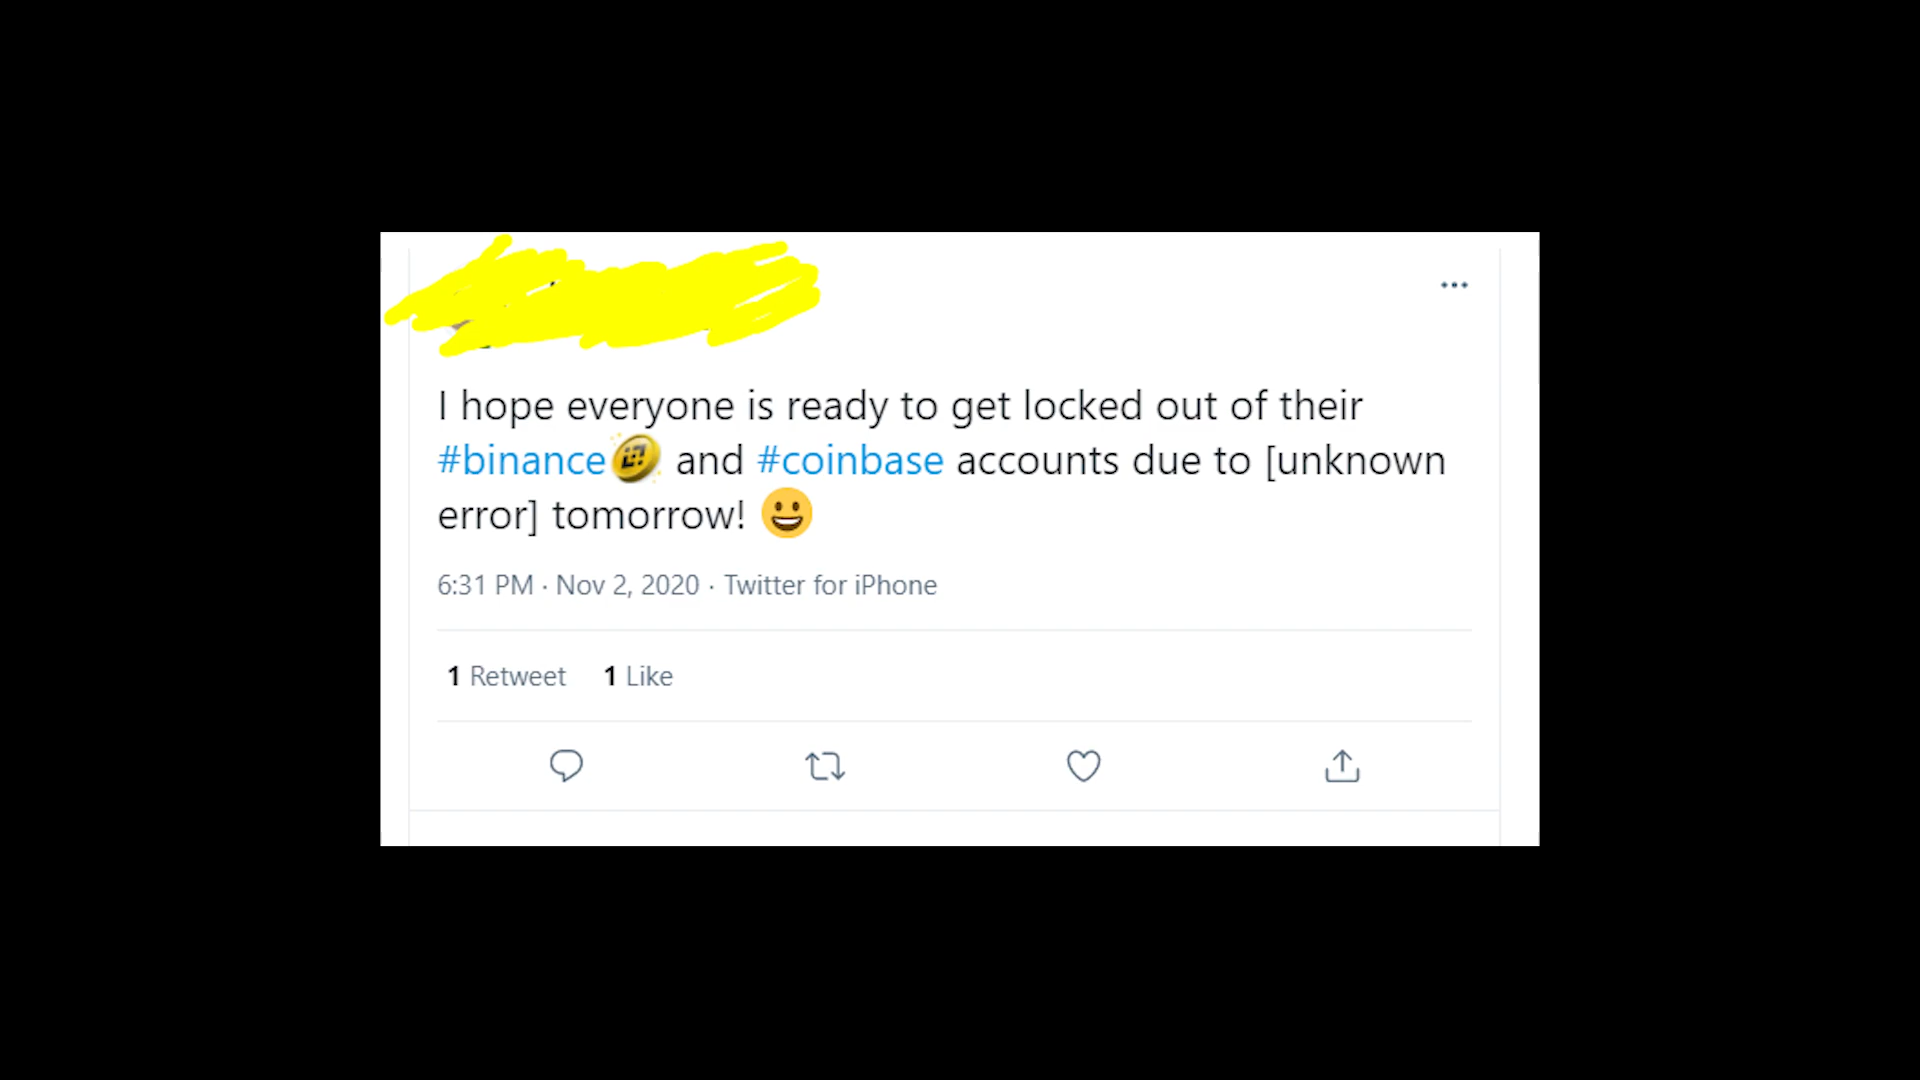 I hope everyone is ready to get locked out of their
#binance and #coinbase accounts due to [unknown
error] tomorrow! 😀
6:31 PM · Nov 2, 2020 · Twitter for iPhone
1 Retweet 1 Like